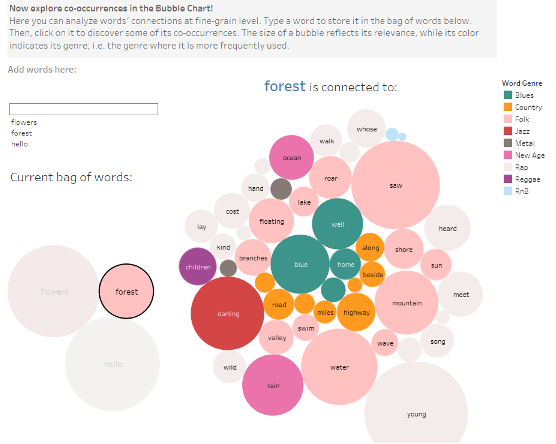 Now explore co-occurrences in the Bubble Chart!
Here you can analyze words' connections at fine-grain level. Type a word to store it in the bag of words below.
Then, click on it to discover some of its co-occurrences. The size of a bubble reflects its relevance, while its color
indicates its genre, i.e. the genre where it is more frequently used.
Add words here:
flowers
forest
hello
Current bag of words:
flowers
forest
hello
forest is connected to:
whose
walk
ocean
roar
saw
hand
lake
cost
floating
well
lay
heard
kind
along
shore
branches
children
blue
home
sun
beside
meet
road
mountain
darling
miles
highway
swim
valley
wave
song
wild
water
rain
young
Word Genre
Blues
Country
Folk
Jazz
Metal
New Age
Rap
Reggae
RnB